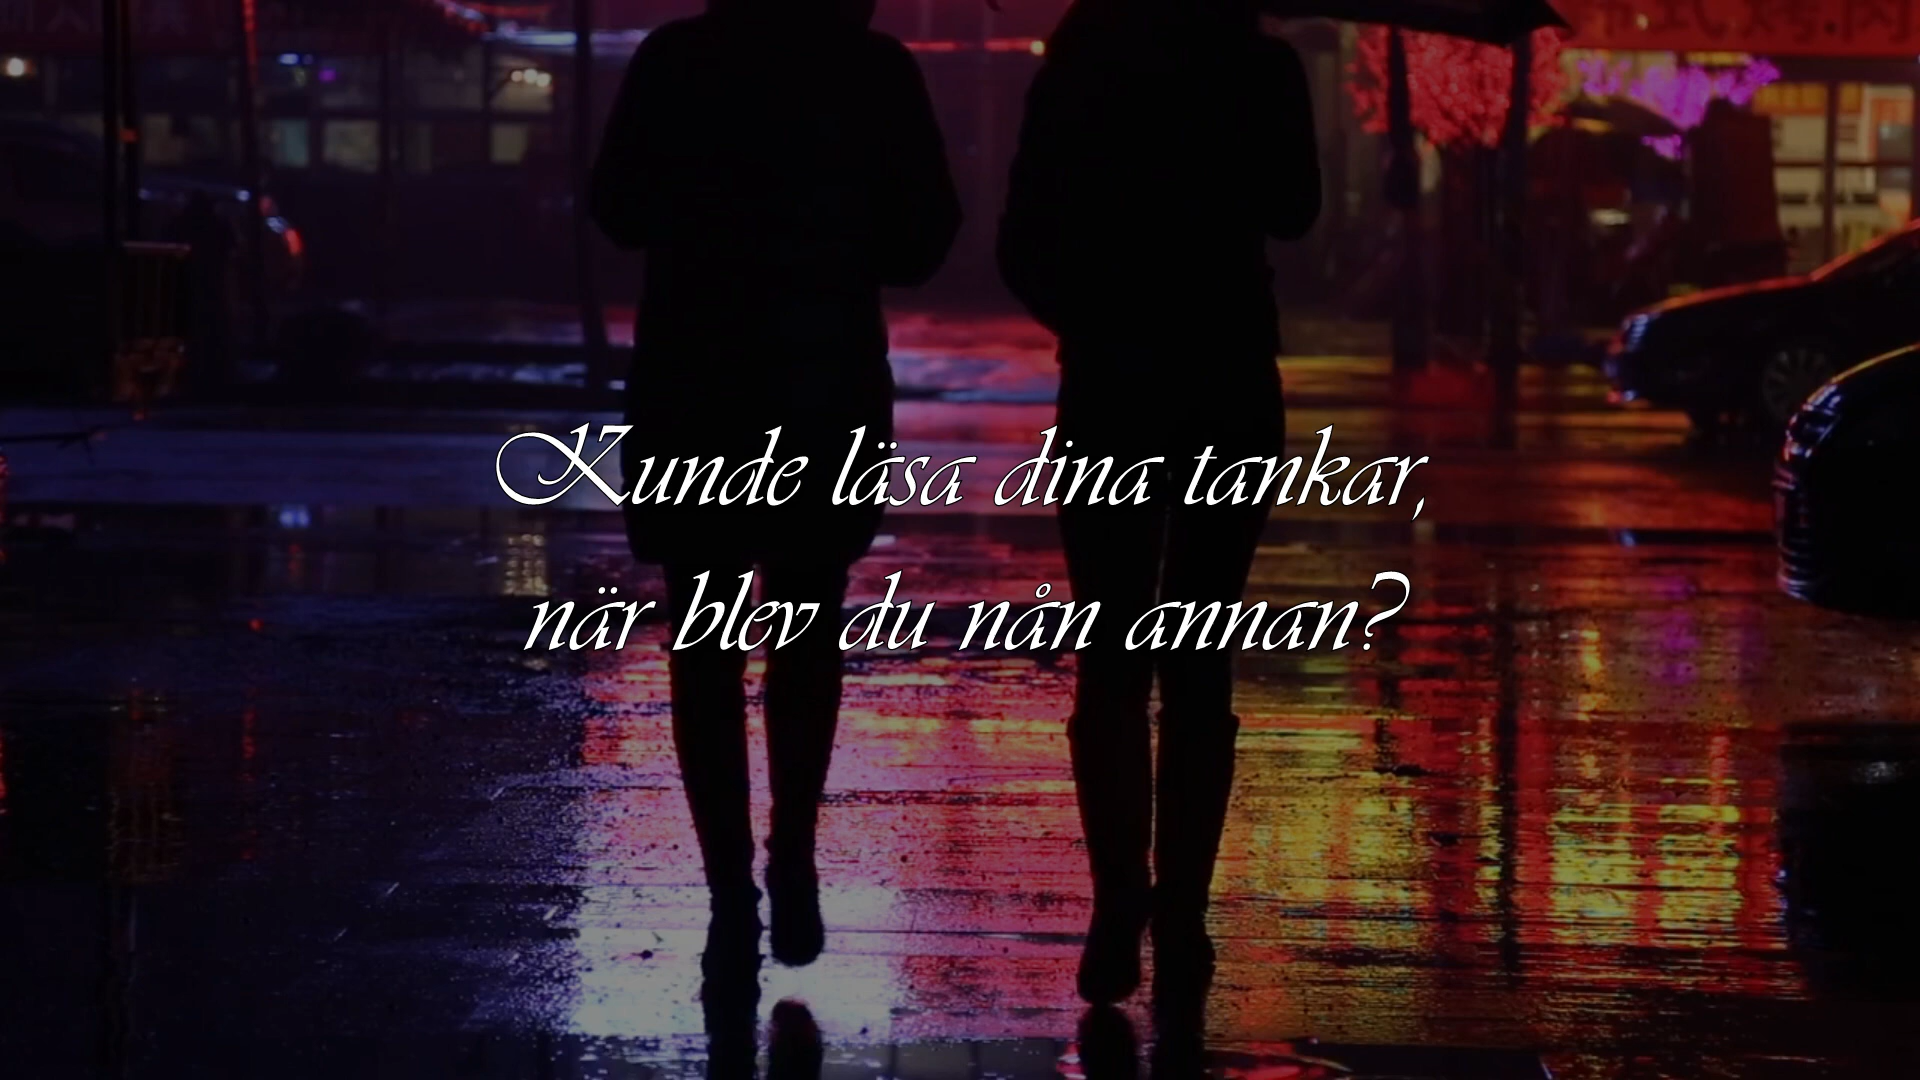 Kunde läsa dina tankar,
när blev du nån annan?